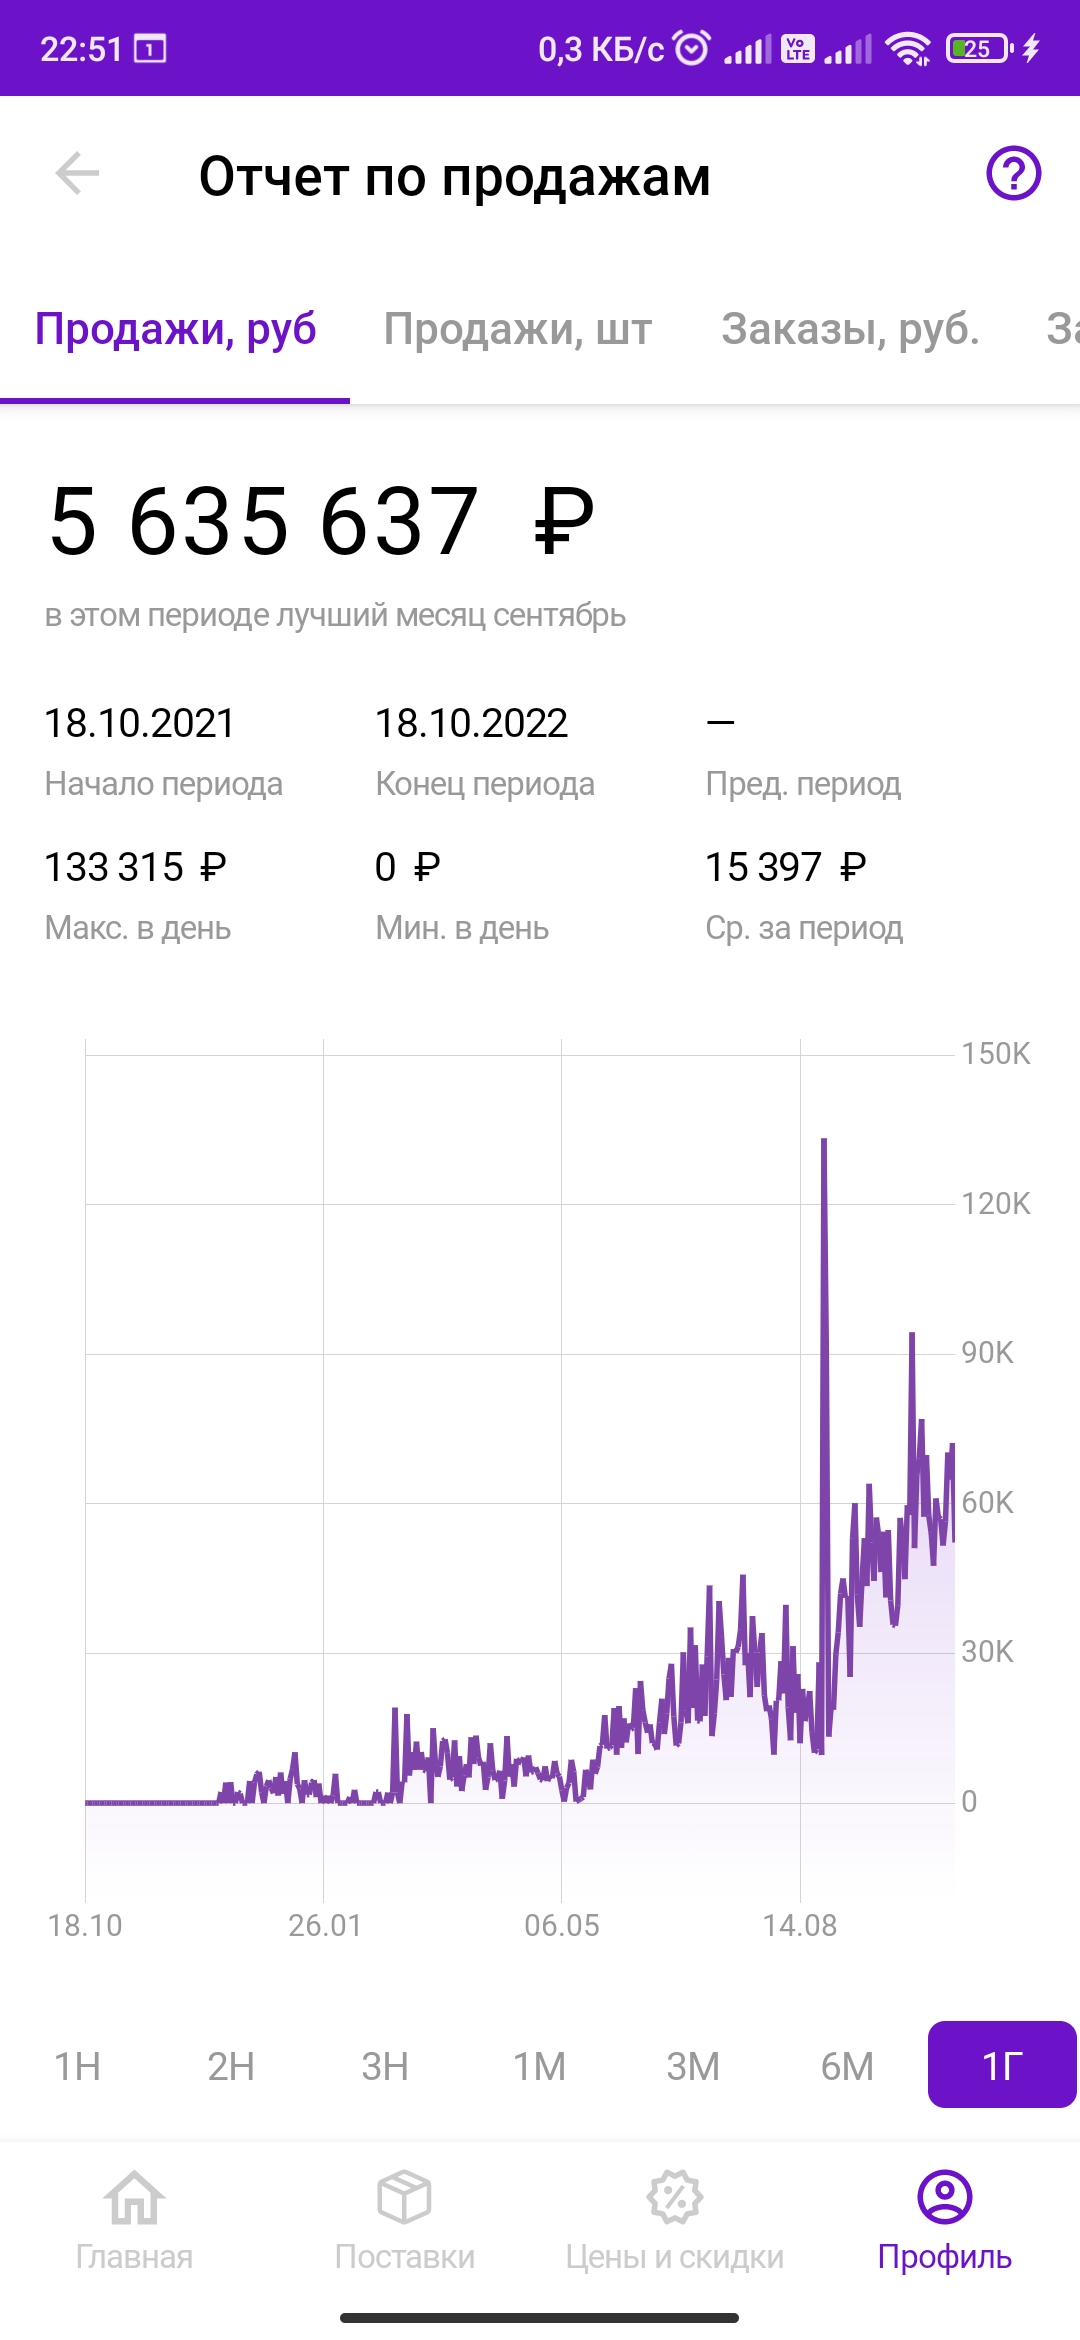 22:51 1 0,3 КБ/с Vo LTE 25
Отчет по продажам
Продажи, руб Продажи, шт Заказы, руб. За
5 635 637 ₽
в этом периоде лучший месяц сентябрь
18.10.2021 18.10.2022 —
Начало периода Конец периода Пред. период
133 315 ₽ 0 ₽ 15 397 ₽
Макс. в день Мин. в день Ср. за период
150K
120K
90K
60K
30K
0
18.10 26.01 06.05 14.08
1Н 2Н 3Н 1М 3М 6М 1Г
Главная Поставки Цены и скидки Профиль